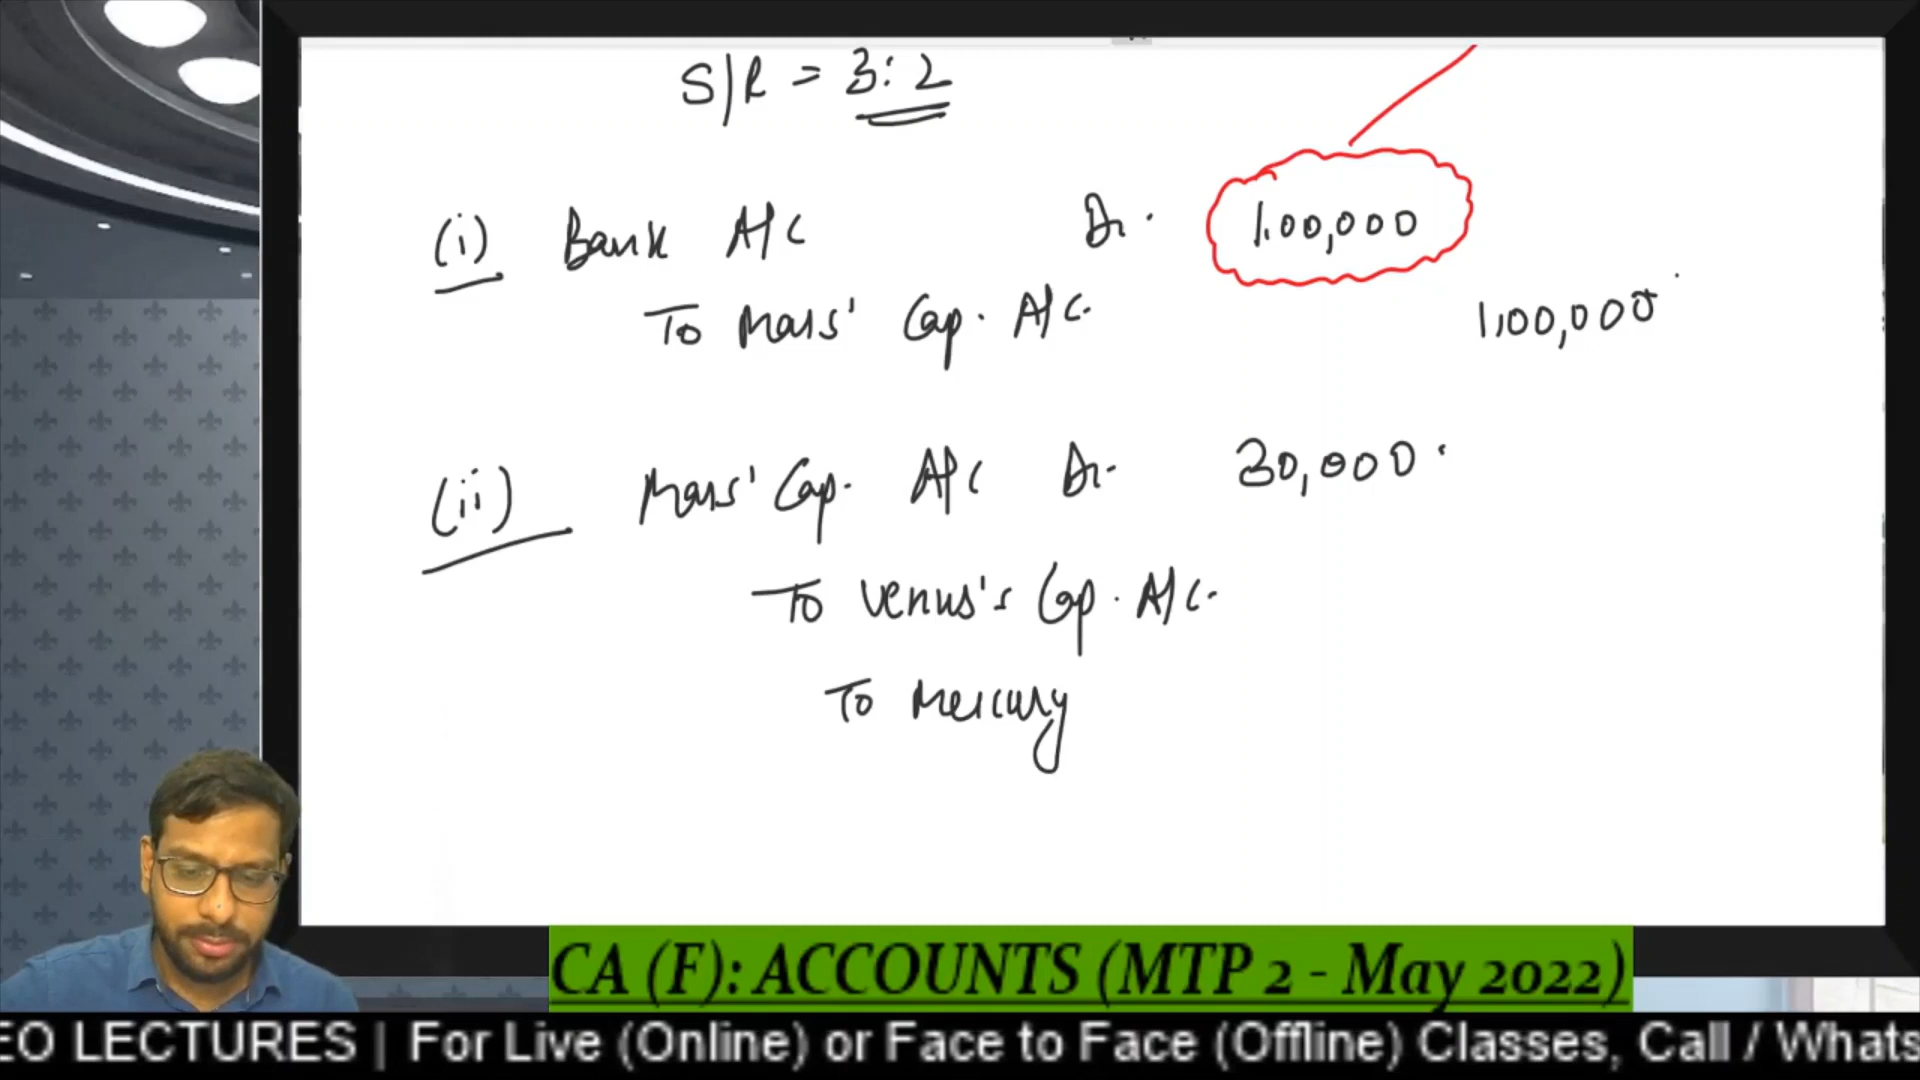 S/R = 3:2
(i) Bank A/c Dr. 1,00,000
To Mars' Cap. A/c. 1,00,000
(ii) Mars' Cap. A/c Dr. 30,000
To Venus's Cap. A/c.
To Mercury
CA (F): ACCOUNTS (MTP 2 - May 2022)
EO LECTURES | For Live (Online) or Face to Face (Offline) Classes, Call / Whats